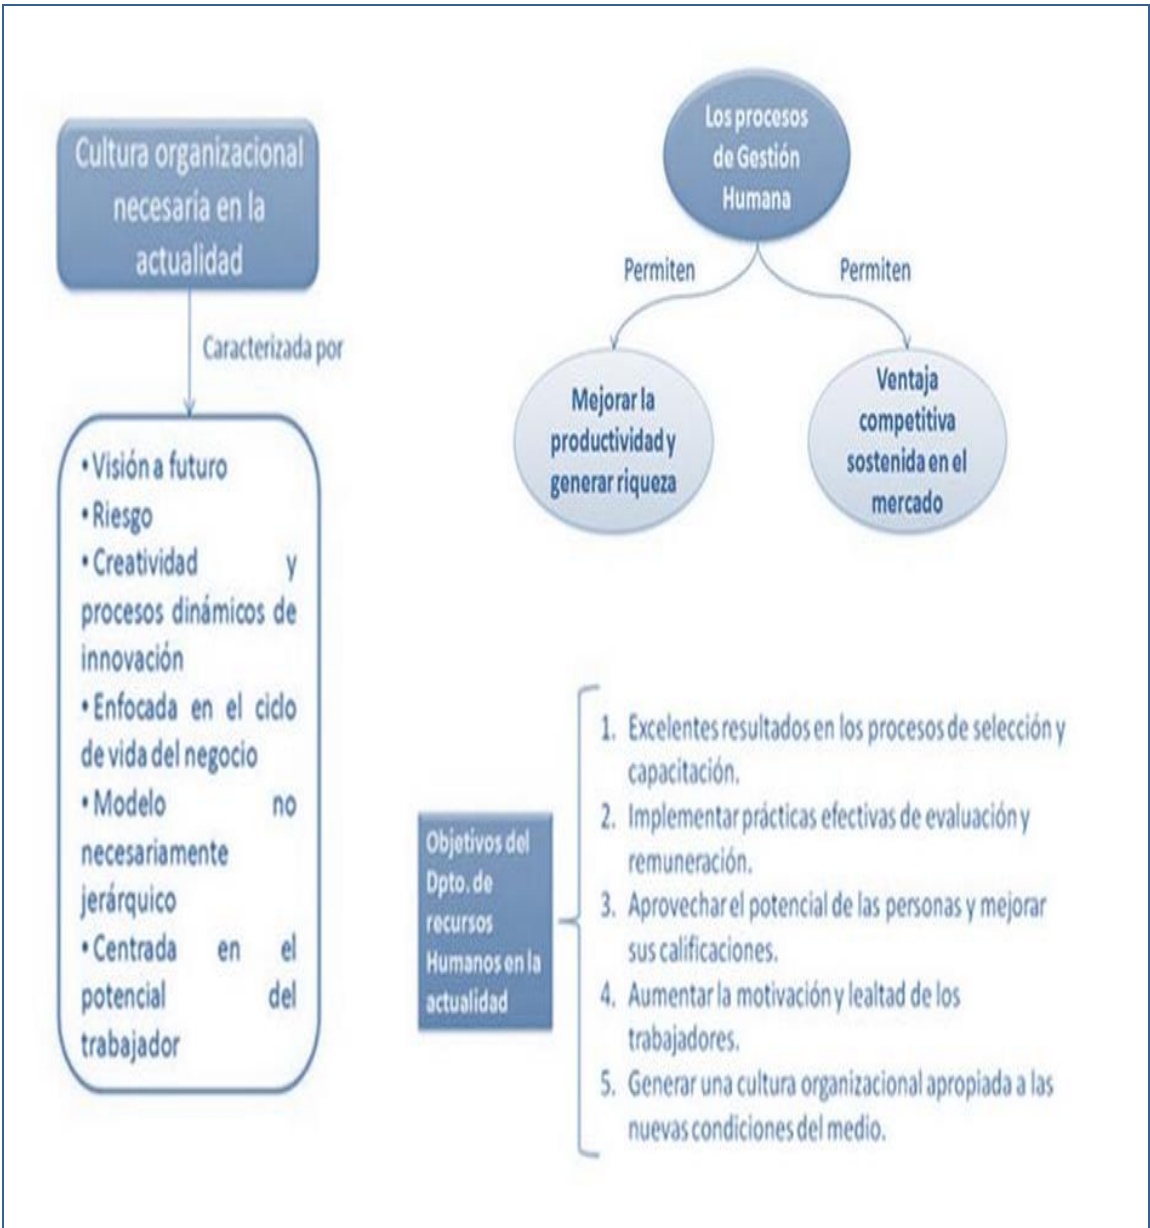 Cultura organizacional
necesaria en la
actualidad
Caracterizada por
• Visión a futuro
• Riesgo
• Creatividad y
procesos dinámicos de
innovación
• Enfocada en el ciclo
de vida del negocio
• Modelo no
necesariamente
jerárquico
• Centrada en el
potencial del
trabajador
Los procesos
de Gestión
Humana
Permiten
Permiten
Mejorar la
productividad y
generar riqueza
Ventaja
competitiva
sostenida en el
mercado
Objetivos del
Dpto. de
recursos
Humanos en la
actualidad
1. Excelentes resultados en los procesos de selección y
capacitación.
2. Implementar prácticas efectivas de evaluación y
remuneración.
3. Aprovechar el potencial de las personas y mejorar
sus calificaciones.
4. Aumentar la motivación y lealtad de los
trabajadores.
5. Generar una cultura organizacional apropiada a las
nuevas condiciones del medio.